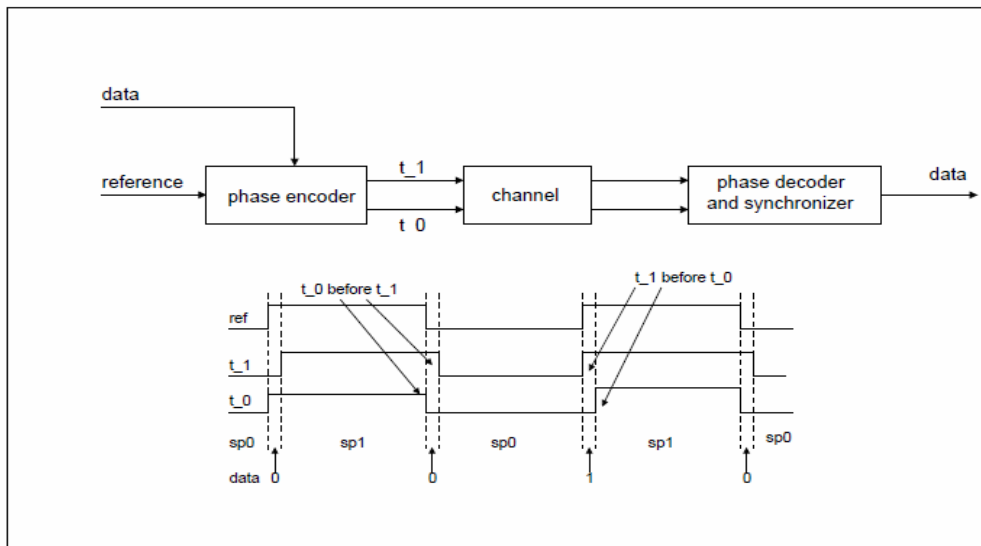 data
reference
phase encoder
t_1
t_0
channel
phase decoder
and synchronizer
data
t_0 before t_1
t_1 before t_0
ref
t_1
t_0
sp0
sp1
sp0
sp1
sp0
data
0
0
1
0